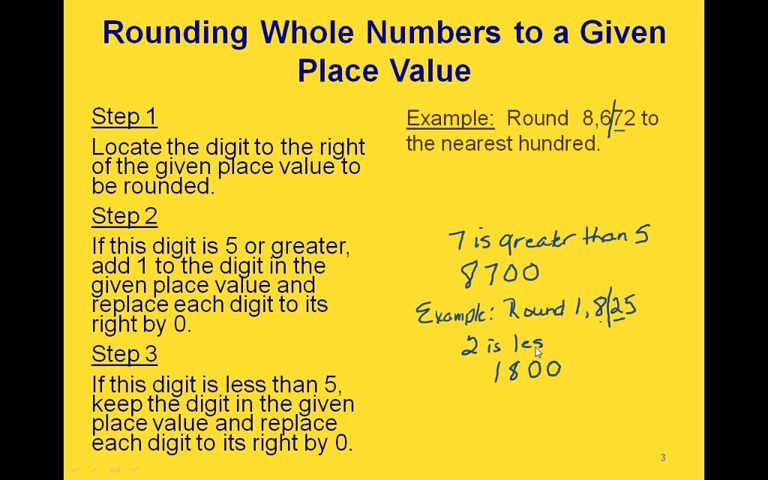 Rounding Whole Numbers to a Given
Place Value
Step 1
Locate the digit to the right
of the given place value to
be rounded.
Step 2
If this digit is 5 or greater,
add 1 to the digit in the
given place value and
replace each digit to its
right by 0.
Step 3
If this digit is less than 5,
keep the digit in the given
place value and replace
each digit to its right by 0.
Example: Round 8,672 to
the nearest hundred.
7 is greater than 5
8700
Example: Round 1,825
2 is les
1800
3